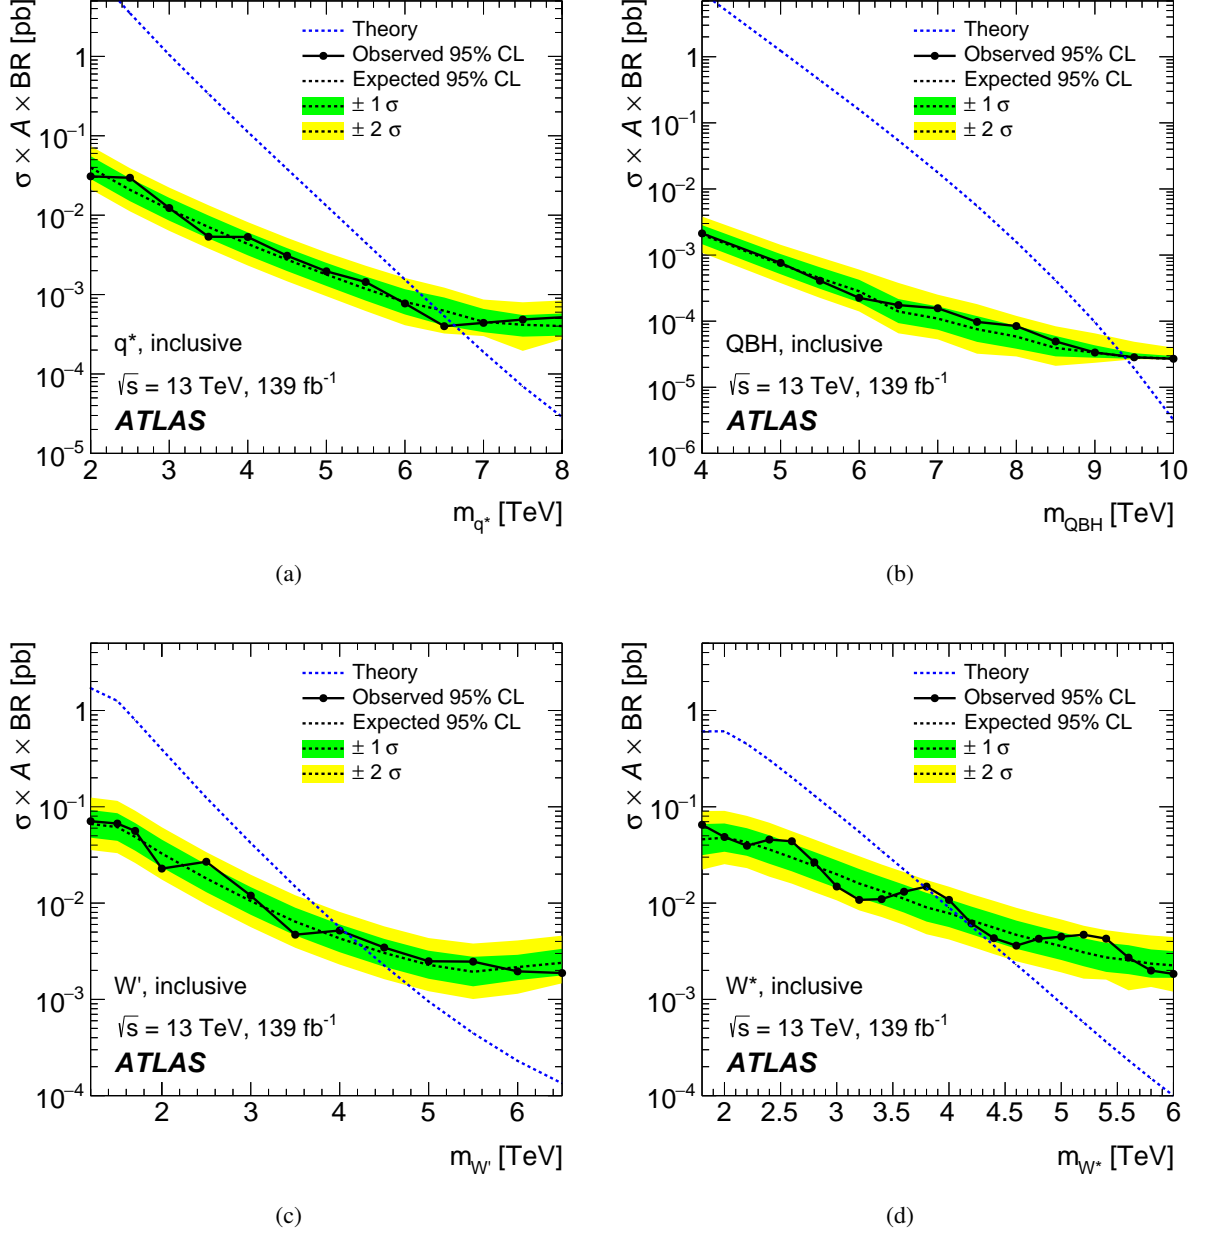 σ × A × BR [pb]
1
10⁻¹
10⁻²
10⁻³
10⁻⁴
10⁻⁵
Theory
Observed 95% CL
Expected 95% CL
± 1 σ
± 2 σ
q*, inclusive
√s = 13 TeV, 139 fb⁻¹
ATLAS
2 3 4 5 6 7 8
m_q* [TeV]
(a)
σ × A × BR [pb]
1
10⁻¹
10⁻²
10⁻³
10⁻⁴
10⁻⁵
10⁻⁶
Theory
Observed 95% CL
Expected 95% CL
± 1 σ
± 2 σ
QBH, inclusive
√s = 13 TeV, 139 fb⁻¹
ATLAS
4 5 6 7 8 9 10
m_QBH [TeV]
(b)
σ × A × BR [pb]
1
10⁻¹
10⁻²
10⁻³
10⁻⁴
Theory
Observed 95% CL
Expected 95% CL
± 1 σ
± 2 σ
W', inclusive
√s = 13 TeV, 139 fb⁻¹
ATLAS
2 3 4 5 6
m_W' [TeV]
(c)
σ × A × BR [pb]
1
10⁻¹
10⁻²
10⁻³
10⁻⁴
Theory
Observed 95% CL
Expected 95% CL
± 1 σ
± 2 σ
W*, inclusive
√s = 13 TeV, 139 fb⁻¹
ATLAS
2 2.5 3 3.5 4 4.5 5 5.5 6
m_W* [TeV]
(d)